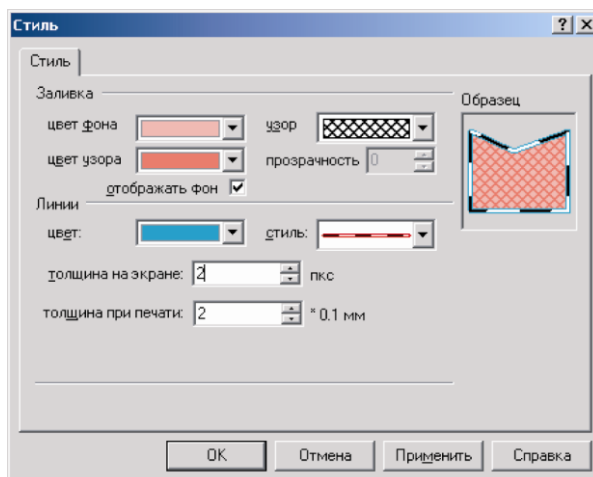 Стиль
Стиль
Заливка
Образец
цвет фона
узор
цвет узора
прозрачность 0
отображать фон
Линии
цвет:
стиль:
толщина на экране: 2 пкс
толщина при печати: 2 * 0.1 мм
OK Отмена Применить Справка